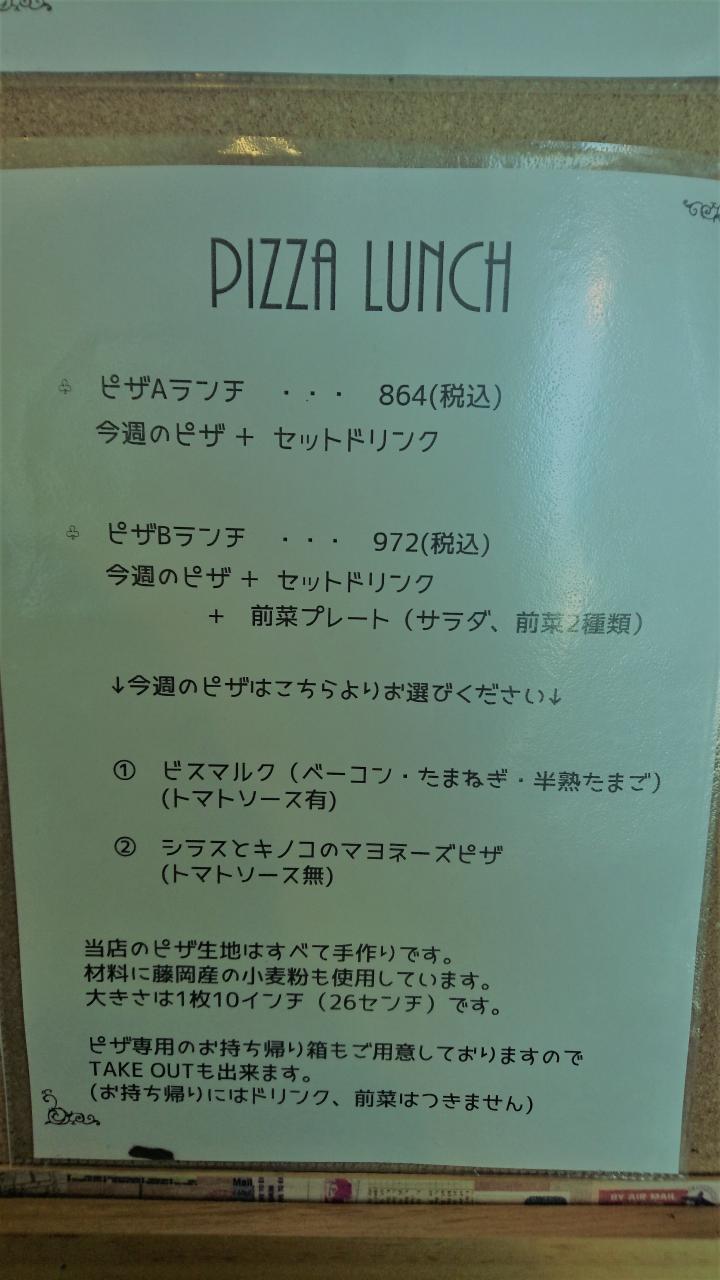 PIZZA LUNCH
♧ ピザAランチ ・・・ 864(税込)
今週のピザ + セットドリンク
♧ ピザBランチ ・・・ 972(税込)
今週のピザ + セットドリンク
+ 前菜プレート（サラダ、前菜2種類）
↓今週のピザはこちらよりお選びください↓
① ビスマルク（ベーコン・たまねぎ・半熟たまご）
(トマトソース有)
② シラスとキノコのマヨネーズピザ
(トマトソース無)
当店のピザ生地はすべて手作りです。
材料に藤岡産の小麦粉も使用しています。
大きさは1枚10インチ（26センチ）です。
ピザ専用のお持ち帰り箱もご用意しておりますので
TAKE OUTも出来ます。
(お持ち帰りにはドリンク、前菜はつきません)
Mail
BY AIR MAIL